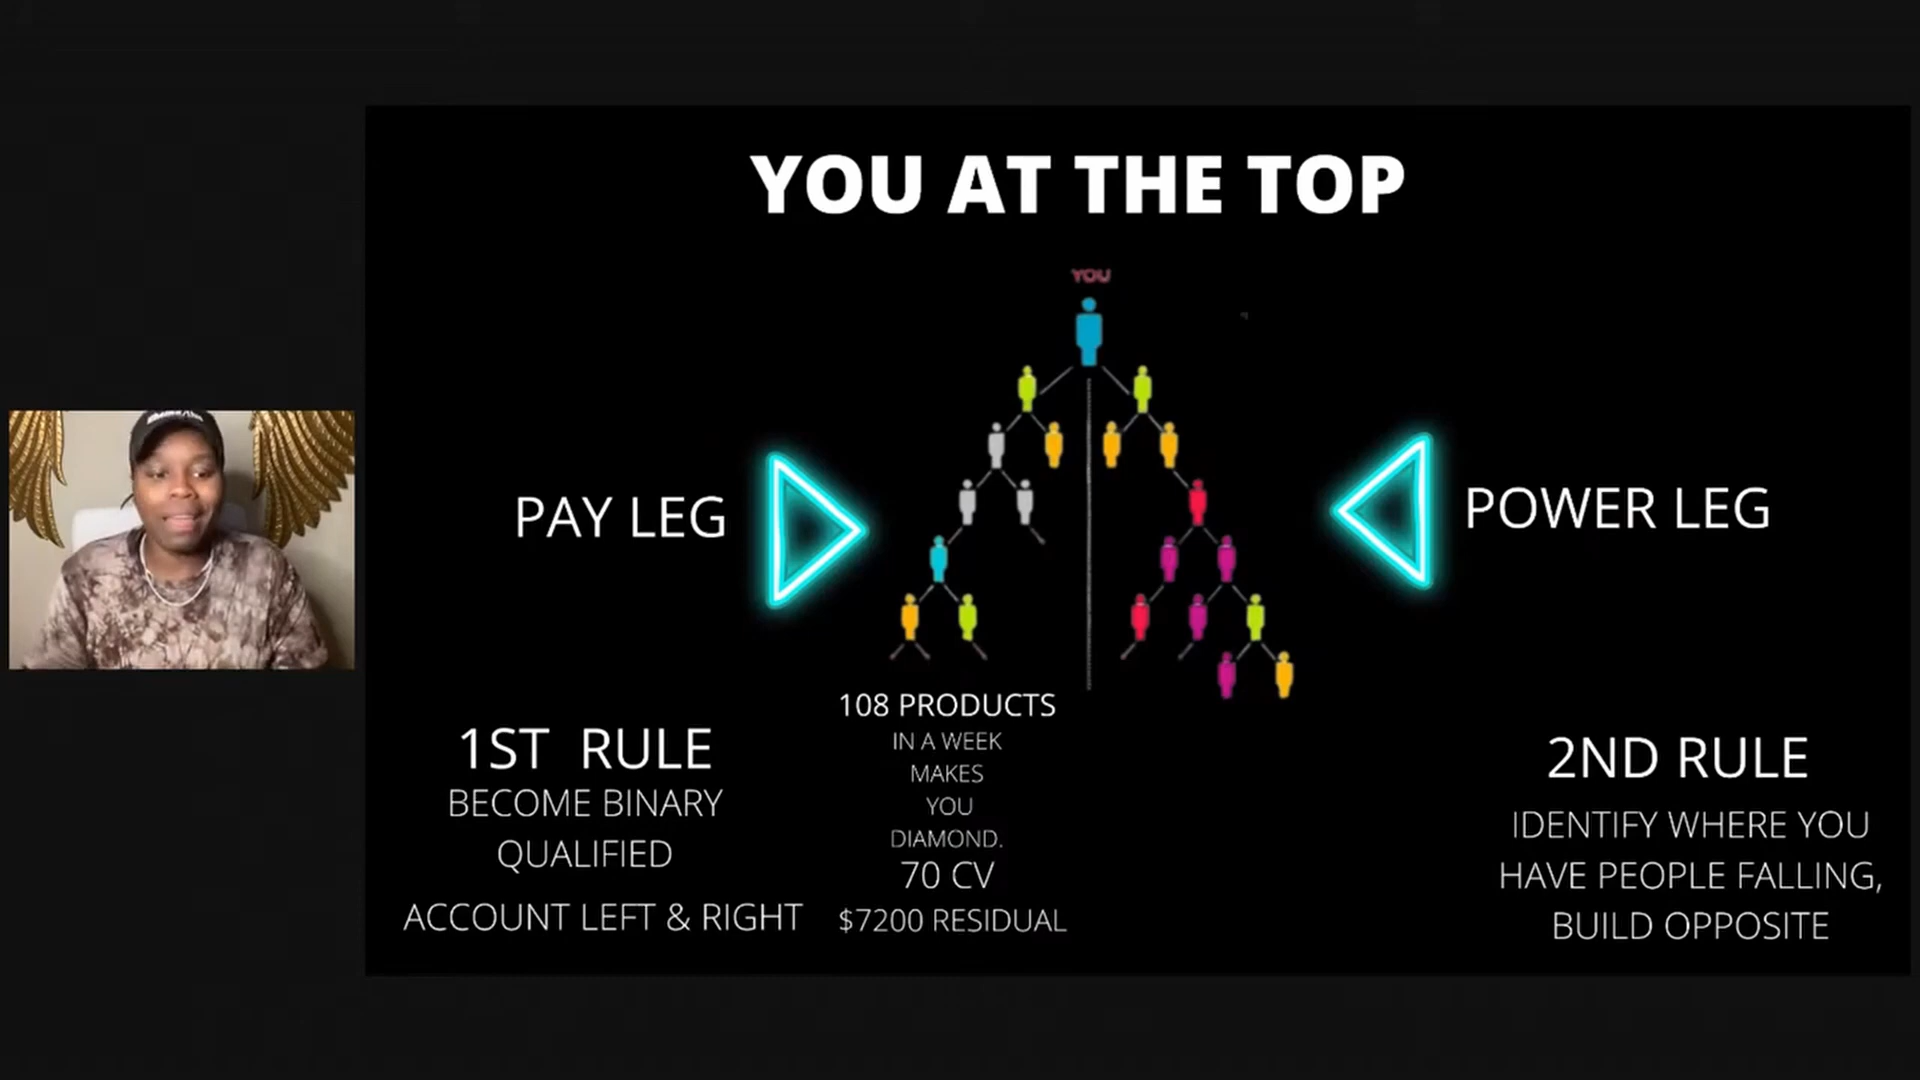 YOU AT THE TOP
YOU
PAY LEG
POWER LEG
1ST RULE
BECOME BINARY
QUALIFIED
ACCOUNT LEFT & RIGHT
108 PRODUCTS
IN A WEEK
MAKES
YOU
DIAMOND.
70 CV
$7200 RESIDUAL
2ND RULE
IDENTIFY WHERE YOU
HAVE PEOPLE FALLING,
BUILD OPPOSITE